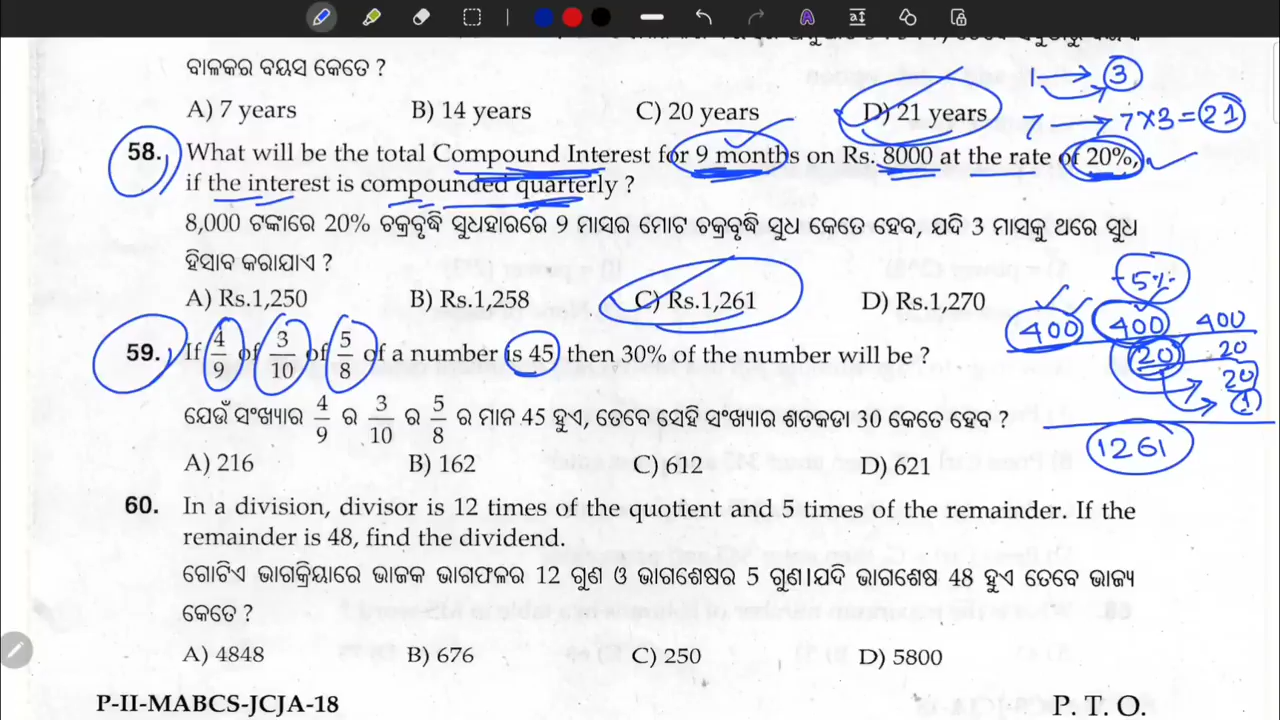 ବାଳକର ବୟସ କେତେ ?
1 → 3
A) 7 years B) 14 years C) 20 years D) 21 years
7 → 7×3=21
58. What will be the total Compound Interest for 9 months on Rs. 8000 at the rate of 20%,
if the interest is compounded quarterly ?
8,000 ଟଙ୍କାରେ 20% ଚକ୍ରବୃଦ୍ଧି ସୁଧହାରରେ 9 ମାସର ମୋଟ ଚକ୍ରବୃଦ୍ଧି ସୁଧ କେତେ ହେବ, ଯଦି 3 ମାସକୁ ଥରେ ସୁଧ
ହିସାବ କରାଯାଏ ?
5%
A) Rs.1,250 B) Rs.1,258 C) Rs.1,261 D) Rs.1,270
400 400 400
20 20
20
1
1261
59. If 4/9 of 3/10 of 5/8 of a number is 45, then 30% of the number will be ?
ଯେଉଁ ସଂଖ୍ୟାର 4/9 ର 3/10 ର 5/8 ର ମାନ 45 ହୁଏ, ତେବେ ସେହି ସଂଖ୍ୟାର ଶତକଡା 30 କେତେ ହେବ ?
A) 216 B) 162 C) 612 D) 621
60. In a division, divisor is 12 times of the quotient and 5 times of the remainder. If the
remainder is 48, find the dividend.
ଗୋଟିଏ ଭାଗକ୍ରିୟାରେ ଭାଜକ ଭାଗଫଳର 12 ଗୁଣ ଓ ଭାଗଶେଷର 5 ଗୁଣ।ଯଦି ଭାଗଶେଷ 48 ହୁଏ ତେବେ ଭାଜ୍ୟ
କେତେ ?
A) 4848 B) 676 C) 250 D) 5800
P-II-MABCS-JCJA-18 P. T. O.